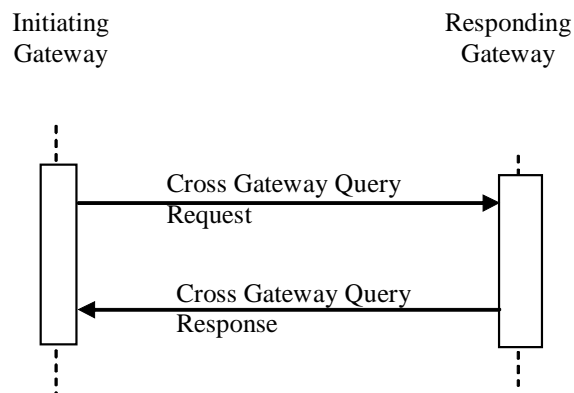 Initiating
Gateway
Responding
Gateway
Cross Gateway Query
Request
Cross Gateway Query
Response